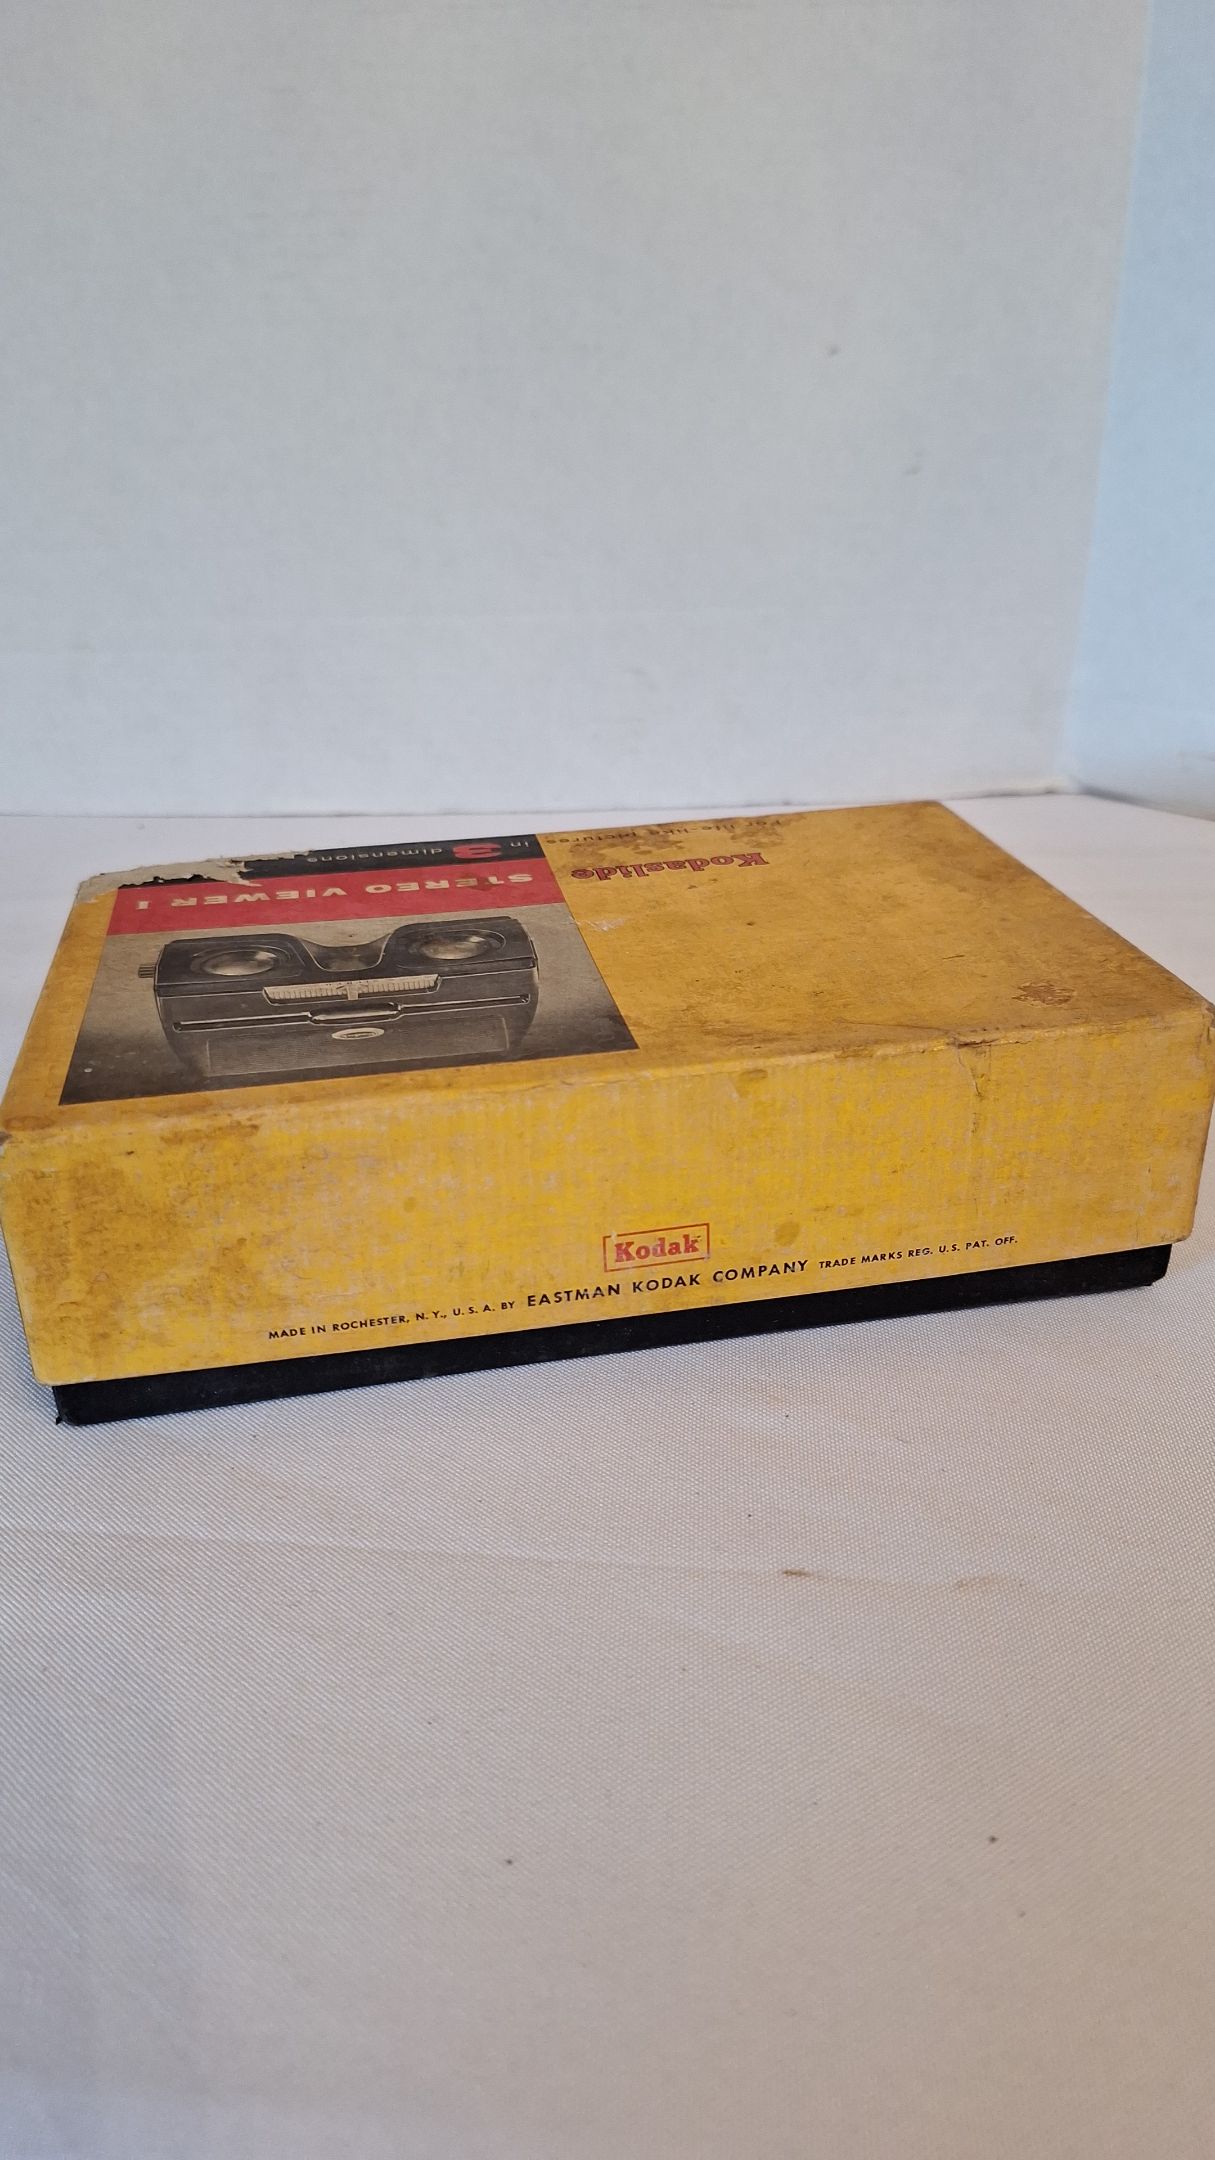 For life-like pictures
in 3 dimensions
Kodaslide
STEREO VIEWER I
Kodak
MADE IN ROCHESTER, N. Y., U. S. A. BY EASTMAN KODAK COMPANY TRADE MARKS REG. U.S. PAT. OFF.